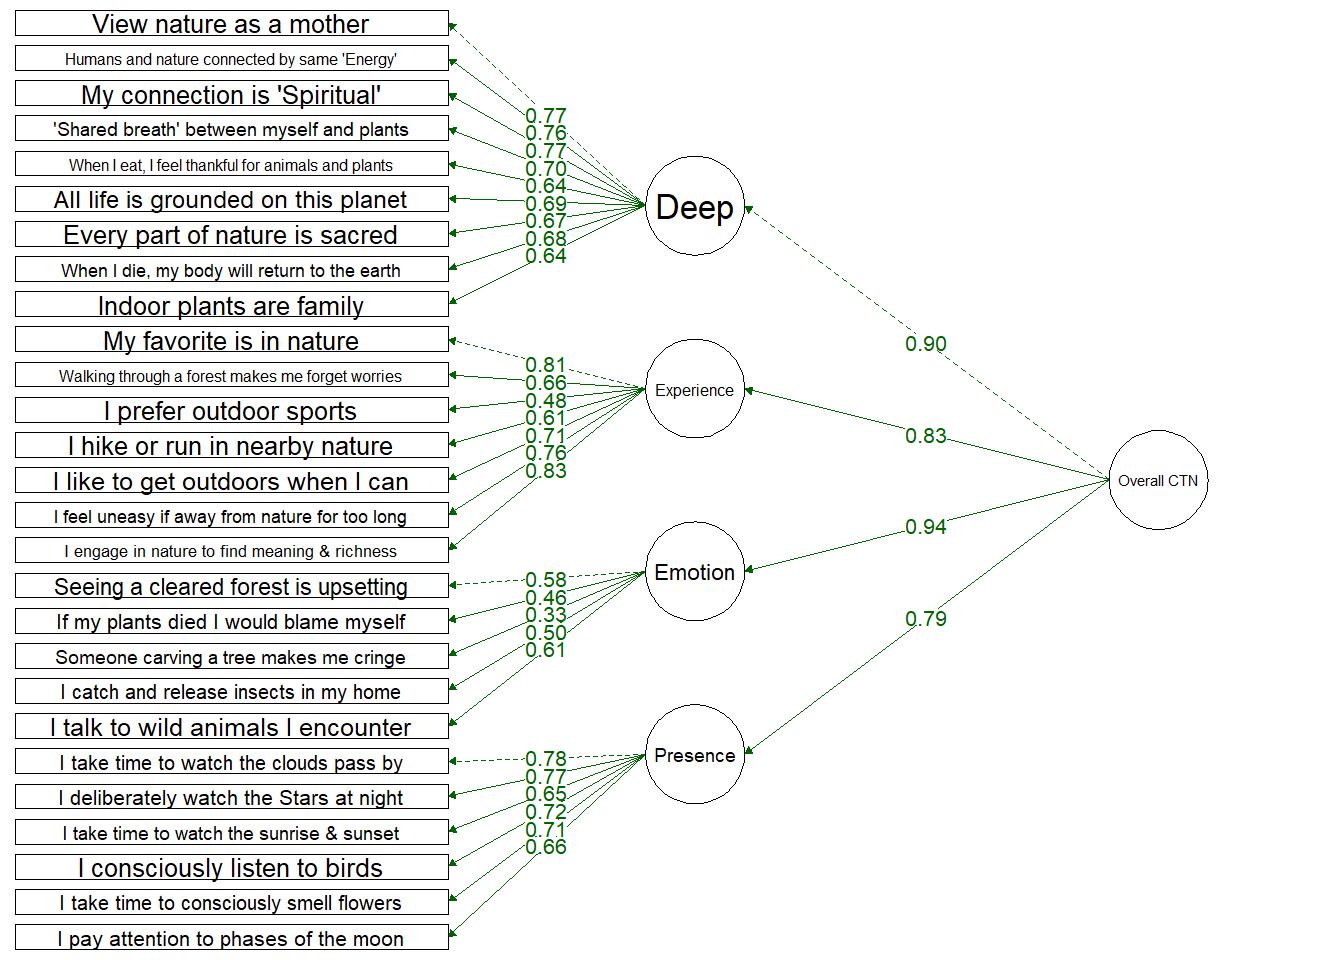 View nature as a mother
Humans and nature connected by same 'Energy'
My connection is 'Spiritual'
'Shared breath' between myself and plants
When I eat, I feel thankful for animals and plants
All life is grounded on this planet
Every part of nature is sacred
When I die, my body will return to the earth
Indoor plants are family
My favorite is in nature
Walking through a forest makes me forget worries
I prefer outdoor sports
I hike or run in nearby nature
I like to get outdoors when I can
I feel uneasy if away from nature for too long
I engage in nature to find meaning & richness
Seeing a cleared forest is upsetting
If my plants died I would blame myself
Someone carving a tree makes me cringe
I catch and release insects in my home
I talk to wild animals I encounter
I take time to watch the clouds pass by
I deliberately watch the Stars at night
I take time to watch the sunrise & sunset
I consciously listen to birds
I take time to consciously smell flowers
I pay attention to phases of the moon
0.77
0.76
0.77
0.70
0.64
0.69
0.67
0.68
0.64
0.81
0.66
0.48
0.61
0.71
0.76
0.83
0.58
0.46
0.33
0.50
0.61
0.78
0.77
0.65
0.72
0.71
0.66
Deep
Experience
Emotion
Presence
0.90
0.83
0.94
0.79
Overall CTN